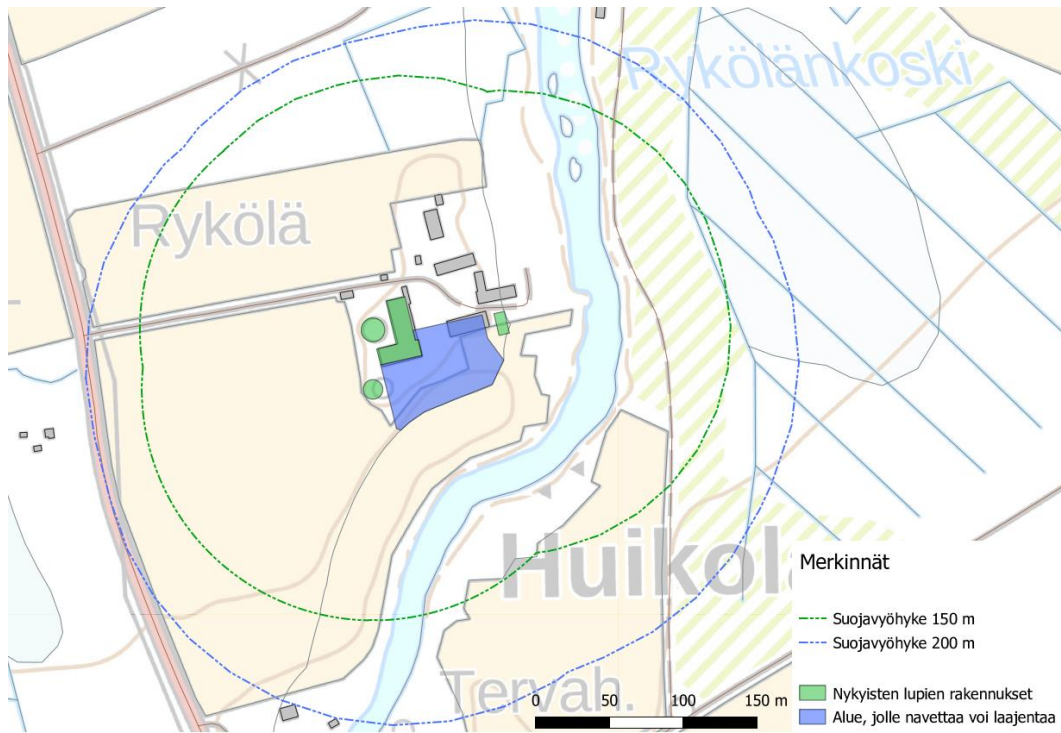 Rykölänkoski
Rykölä
Huikola
Tervah.
0 50 100 150 m
Merkinnät
Suojavyöhyke 150 m
Suojavyöhyke 200 m
Nykyisten lupien rakennukset
Alue, jolle navettaa voi laajentaa